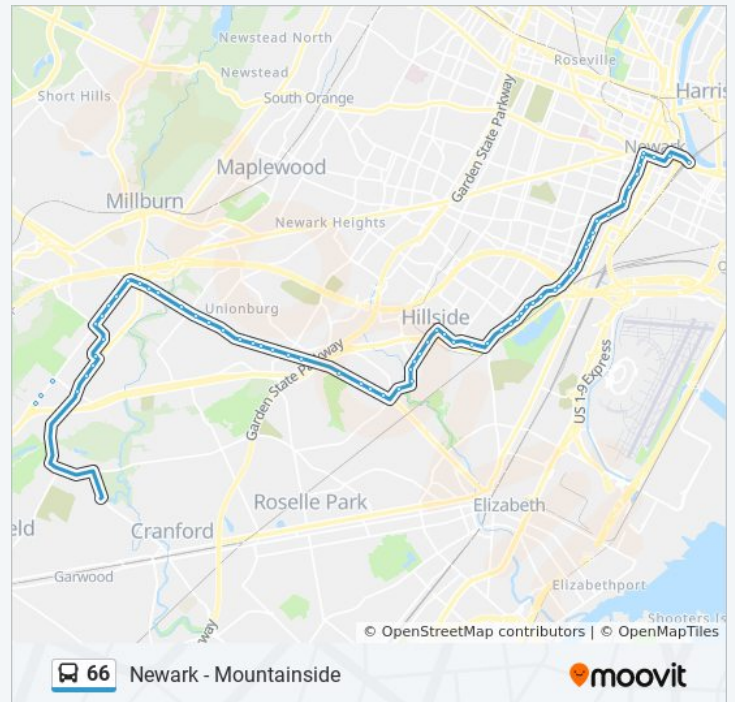 Newstead North
Roseville
Newstead
Short Hills
South Orange
Harris
Garden State Parkway
Newark
Maplewood
Millburn
Newark Heights
Unionburg
Hillside
Garden State Parkway
US 1-9 Express
Roselle Park
Elizabeth
eld
Cranford
Garwood
Elizabethport
Shooters Is
way
© OpenStreetMap contributors | © OpenMapTiles
66 Newark - Mountainside
moovit